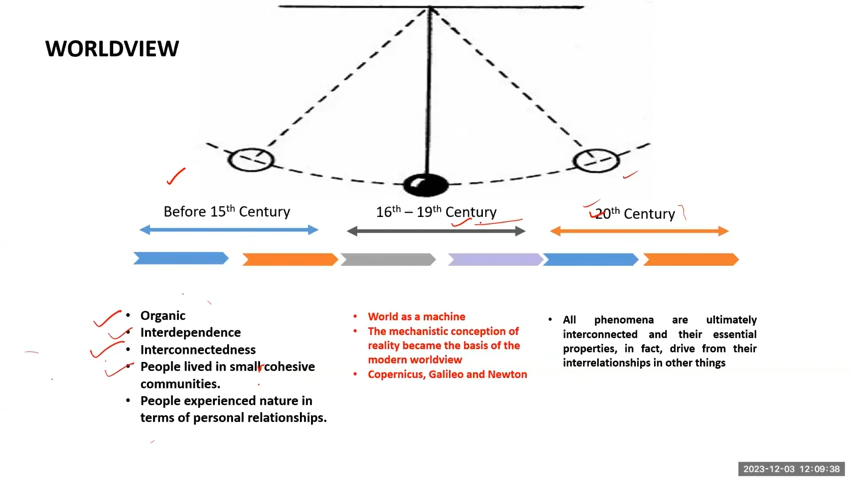 WORLDVIEW
Before 15th Century
16th – 19th Century
20th Century
• Organic
• Interdependence
• Interconnectedness
• People lived in small cohesive
communities.
• People experienced nature in
terms of personal relationships.
• World as a machine
• The mechanistic conception of
reality became the basis of the
modern worldview
• Copernicus, Galileo and Newton
• All phenomena are ultimately
interconnected and their essential
properties, in fact, drive from their
interrelationships in other things
2023-12-03 12:09:38